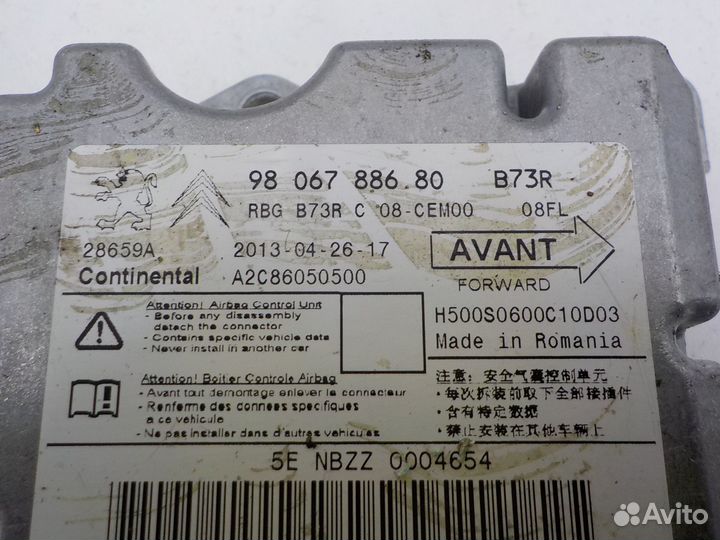 98 067 886.80 B73R
RBG B73R C 08-CEM00 08FL
28659A 2013-04-26-17 AVANT
Continental A2C86050500 FORWARD
Attention! Airbag Control Unit
- Before any disassembly
detach the connector
- Contains specific vehicle data
- Never install in another car
H500S0600C10D03
Made in Romania
Attention! Boitier Controle Airbag
- Avant tout demontage enlever le connecteur
- Renferme des donnees specifiques
a ce vehicule
- Ne pas installer dans d'autres vehicules
注意: 安全气囊控制单元
·每次拆装前取下全部接插件
·含有特定数据
·禁止安装在其他车辆上
5E NBZZ 0004654
Avito